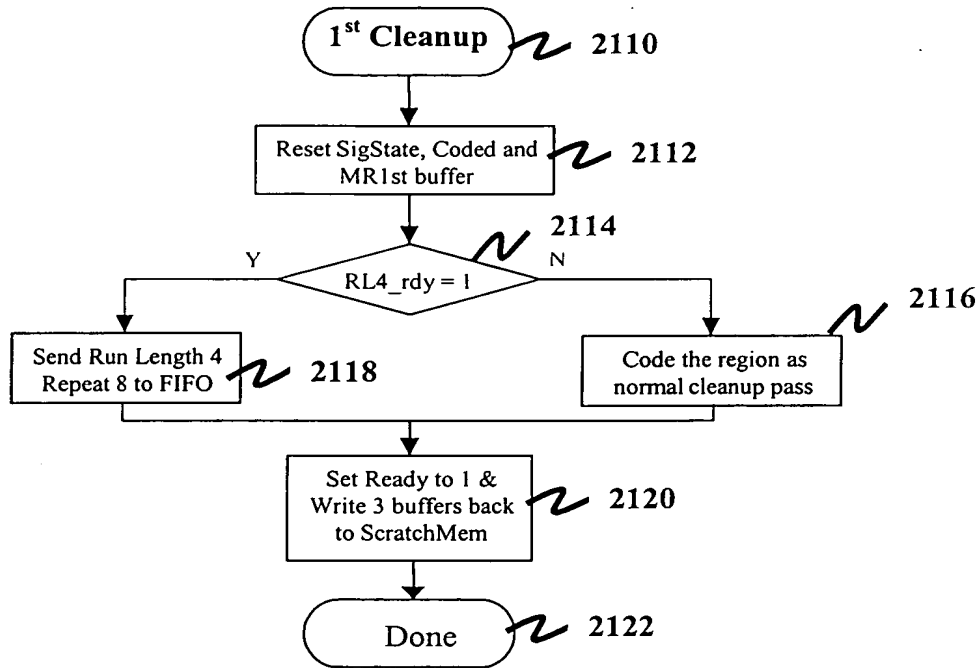 1st Cleanup
2110
Reset SigState, Coded and
MR1st buffer
2112
2114
Y
RL4_rdy = 1
N
2116
Send Run Length 4
Repeat 8 to FIFO
2118
Code the region as
normal cleanup pass
Set Ready to 1 &
Write 3 buffers back
to ScratchMem
2120
Done
2122